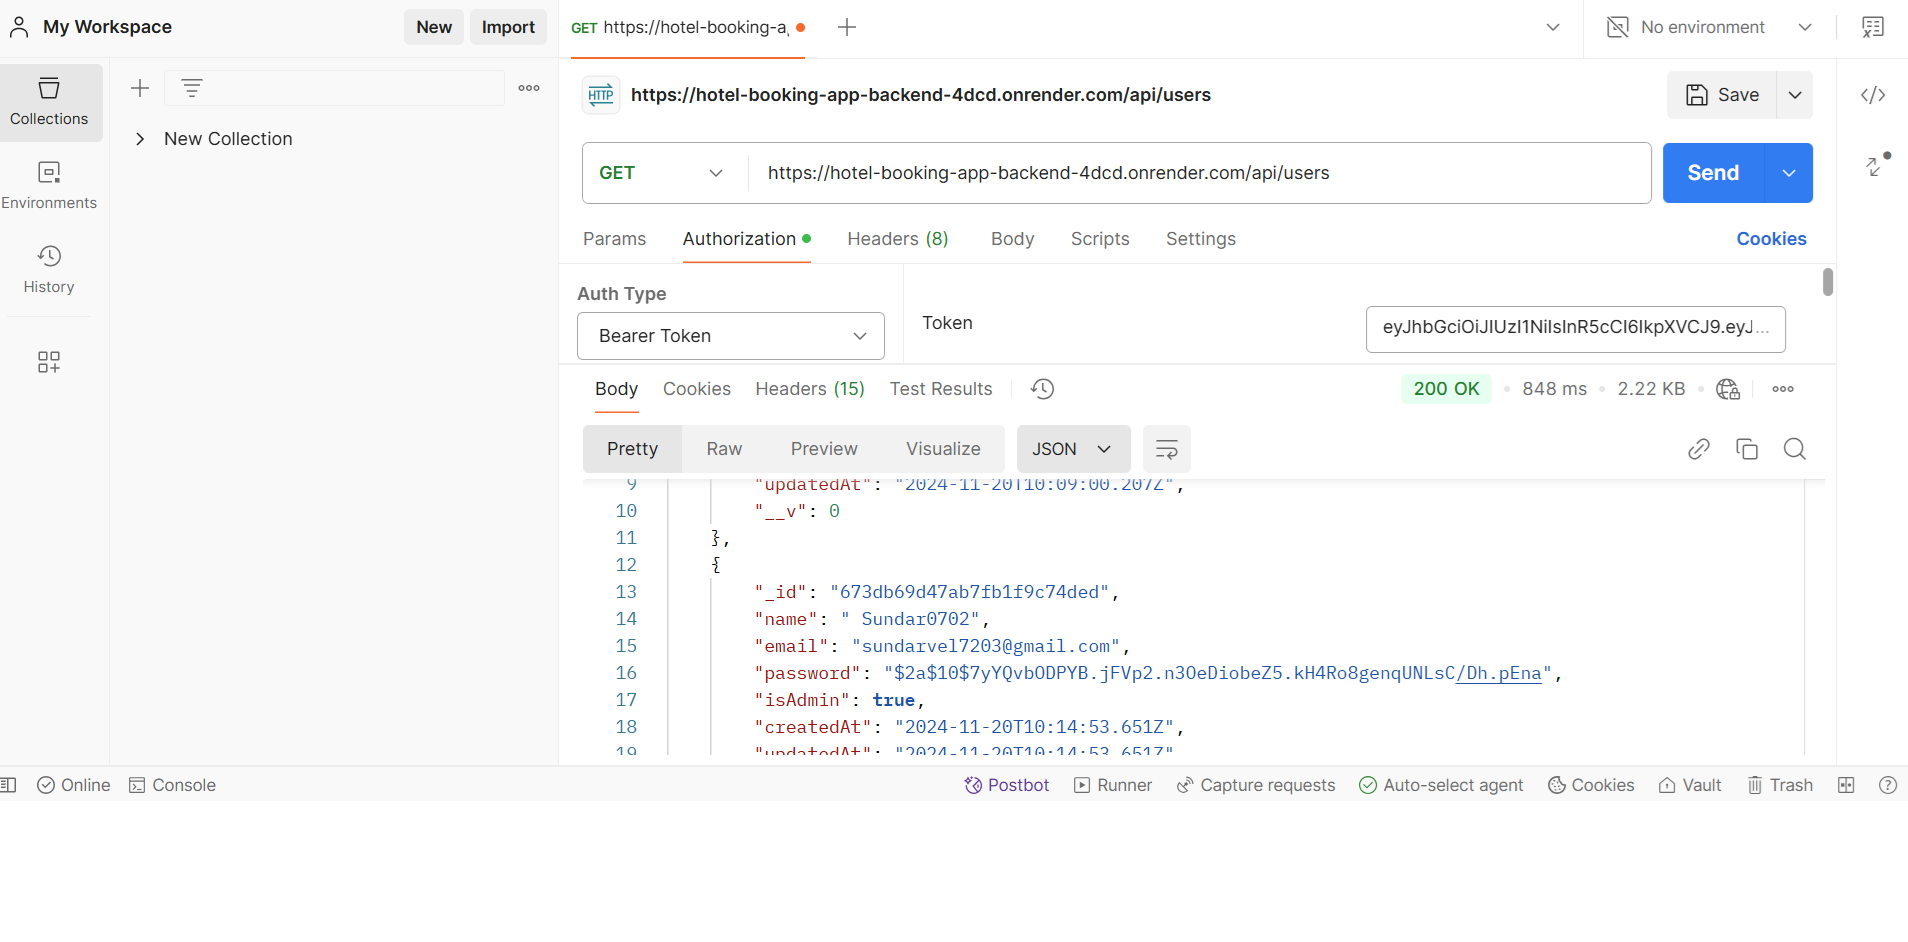 My Workspace
New
Import
GET https://hotel-booking-a
No environment
Collections
Environments
History
New Collection
HTTP
https://hotel-booking-app-backend-4dcd.onrender.com/api/users
Save
GET
https://hotel-booking-app-backend-4dcd.onrender.com/api/users
Send
Params Authorization Headers (8) Body Scripts Settings Cookies
Auth Type
Bearer Token
Token
eyJhbGciOiJIUzI1NiIsInR5cCI6IkpXVCJ9.eyJ...
Body Cookies Headers (15) Test Results
200 OK • 848 ms • 2.22 KB
Pretty Raw Preview Visualize JSON
9 "updatedAt": "2024-11-20T10:09:00.207Z",
10 "__v": 0
11 },
12 {
13 "_id": "673db69d47ab7fb1f9c74ded",
14 "name": " Sundar0702",
15 "email": "sundarvel7203@gmail.com",
16 "password": "$2a$10$7yYQvbODPYB.jFVp2.n3OeDiobeZ5.kH4Ro8genqUNLsC/Dh.pEna",
17 "isAdmin": true,
18 "createdAt": "2024-11-20T10:14:53.651Z",
19 "updatedAt": "2024-11-20T10:14:53.651Z"
Online Console Postbot Runner Capture requests Auto-select agent Cookies Vault Trash